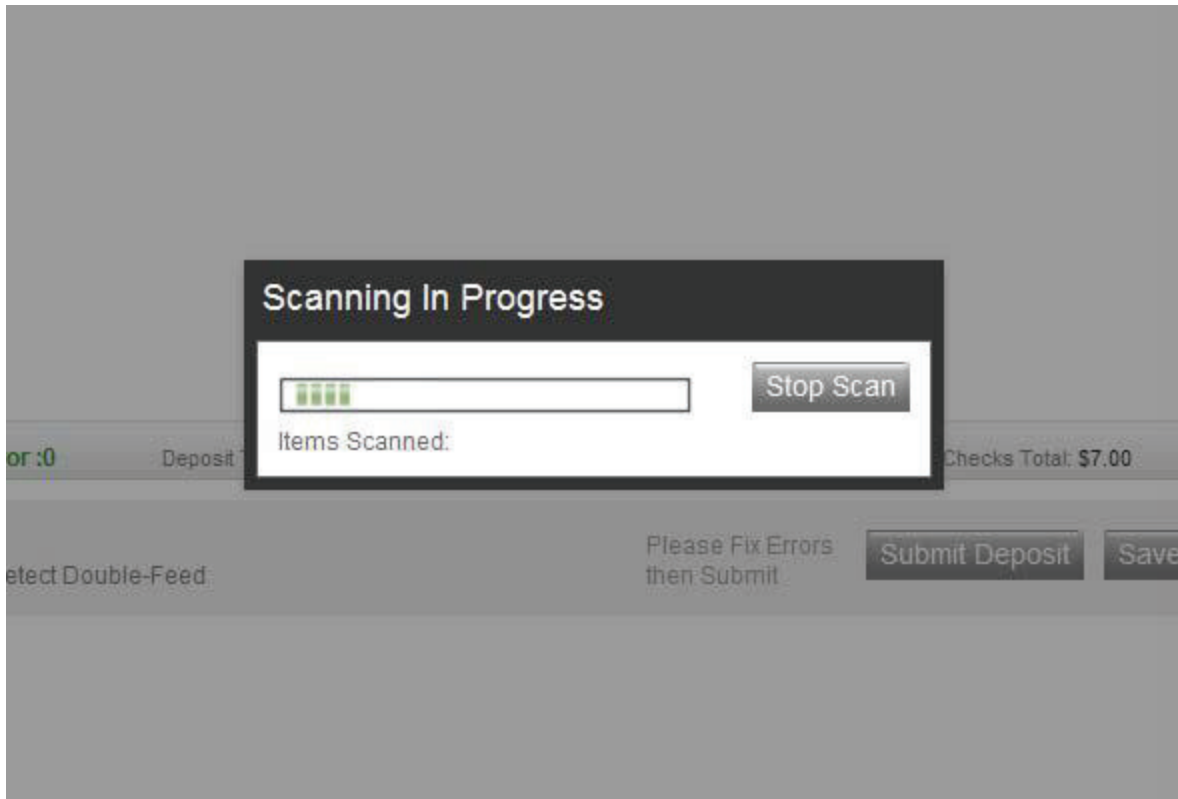 Scanning In Progress
Stop Scan
Items Scanned:
or :0 Deposit Checks Total: $7.00
Please Fix Errors
then Submit
Submit Deposit
Save
etect Double-Feed